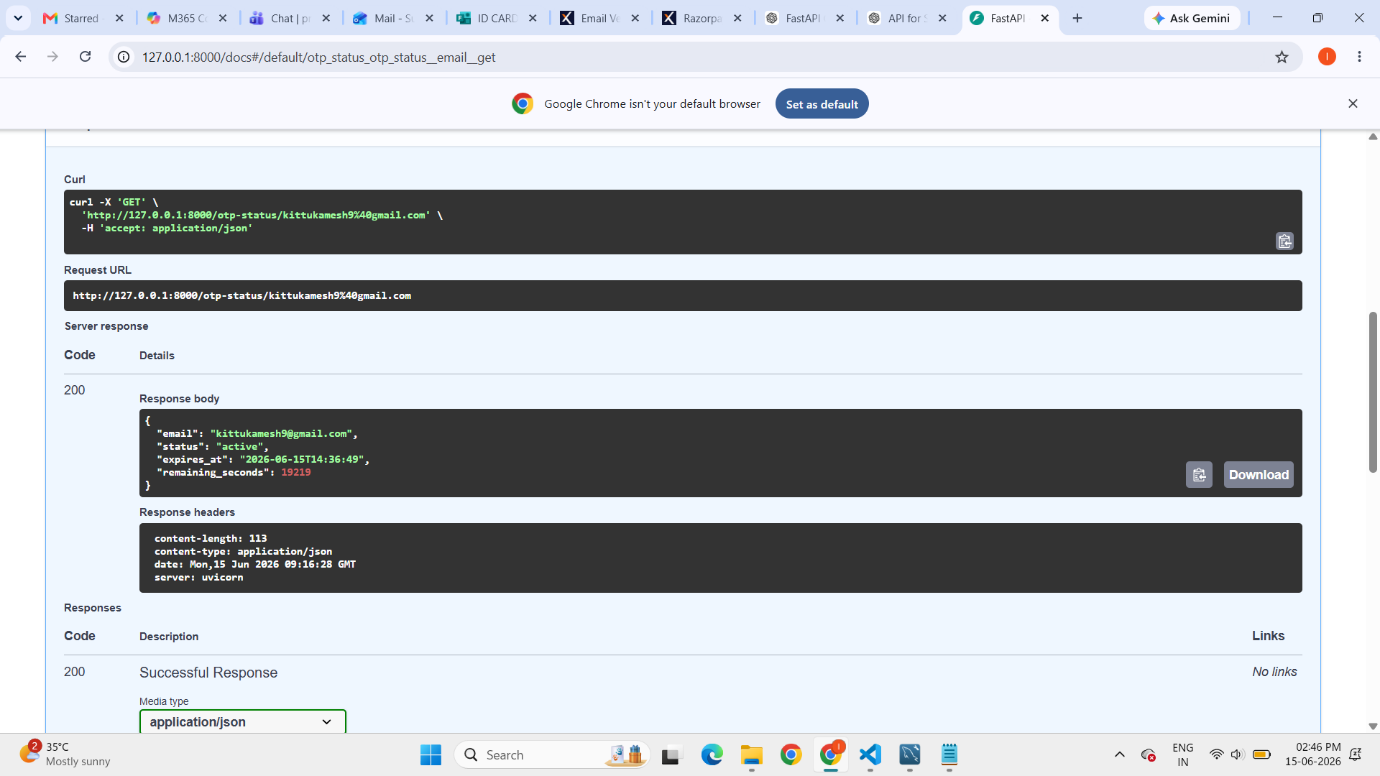 Starred
M365 C
Chat | pr
Mail - Su
ID CARD
Email Ve
Razorpa
FastAPI
API for S
FastAPI
Ask Gemini
127.0.0.1:8000/docs#/default/otp_status_otp_status__email__get
Google Chrome isn't your default browser
Set as default
Curl
curl -X 'GET' \
'http://127.0.0.1:8000/otp-status/kittukamesh9%40gmail.com' \
-H 'accept: application/json'
Request URL
http://127.0.0.1:8000/otp-status/kittukamesh9%40gmail.com
Server response
Code Details
200
Response body
{
"email": "kittukamesh9@gmail.com",
"status": "active",
"expires_at": "2026-06-15T14:36:49",
"remaining_seconds": 19219
}
Download
Response headers
content-length: 113
content-type: application/json
date: Mon,15 Jun 2026 09:16:28 GMT
server: uvicorn
Responses
Code Description Links
200 Successful Response No links
Media type
application/json
2
35°C
Mostly sunny
Search
ENG
IN
02:46 PM
15-06-2026